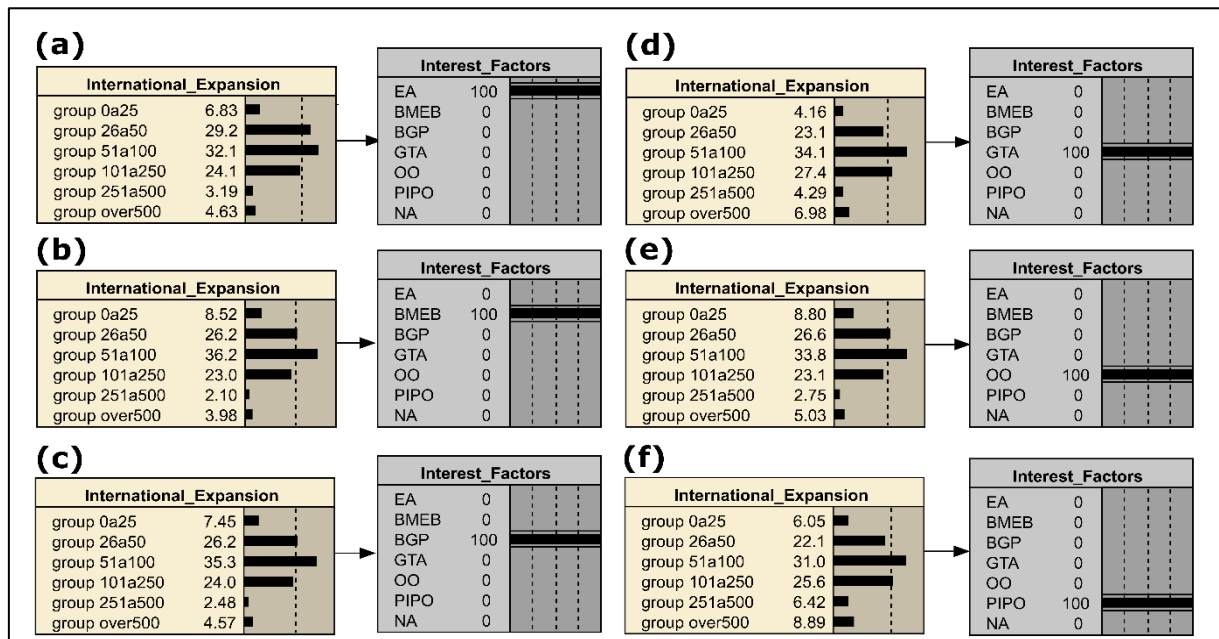 (a)
International_Expansion
group 0a25 6.83
group 26a50 29.2
group 51a100 32.1
group 101a250 24.1
group 251a500 3.19
group over500 4.63
Interest_Factors
EA 100
BMEB 0
BGP 0
GTA 0
OO 0
PIPO 0
NA 0
(d)
International_Expansion
group 0a25 4.16
group 26a50 23.1
group 51a100 34.1
group 101a250 27.4
group 251a500 4.29
group over500 6.98
Interest_Factors
EA 0
BMEB 0
BGP 0
GTA 100
OO 0
PIPO 0
NA 0
(b)
International_Expansion
group 0a25 8.52
group 26a50 26.2
group 51a100 36.2
group 101a250 23.0
group 251a500 2.10
group over500 3.98
Interest_Factors
EA 0
BMEB 100
BGP 0
GTA 0
OO 0
PIPO 0
NA 0
(e)
International_Expansion
group 0a25 8.80
group 26a50 26.6
group 51a100 33.8
group 101a250 23.1
group 251a500 2.75
group over500 5.03
Interest_Factors
EA 0
BMEB 0
BGP 0
GTA 0
OO 100
PIPO 0
NA 0
(c)
International_Expansion
group 0a25 7.45
group 26a50 26.2
group 51a100 35.3
group 101a250 24.0
group 251a500 2.48
group over500 4.57
Interest_Factors
EA 0
BMEB 0
BGP 100
GTA 0
OO 0
PIPO 0
NA 0
(f)
International_Expansion
group 0a25 6.05
group 26a50 22.1
group 51a100 31.0
group 101a250 25.6
group 251a500 6.42
group over500 8.89
Interest_Factors
EA 0
BMEB 0
BGP 0
GTA 0
OO 0
PIPO 100
NA 0